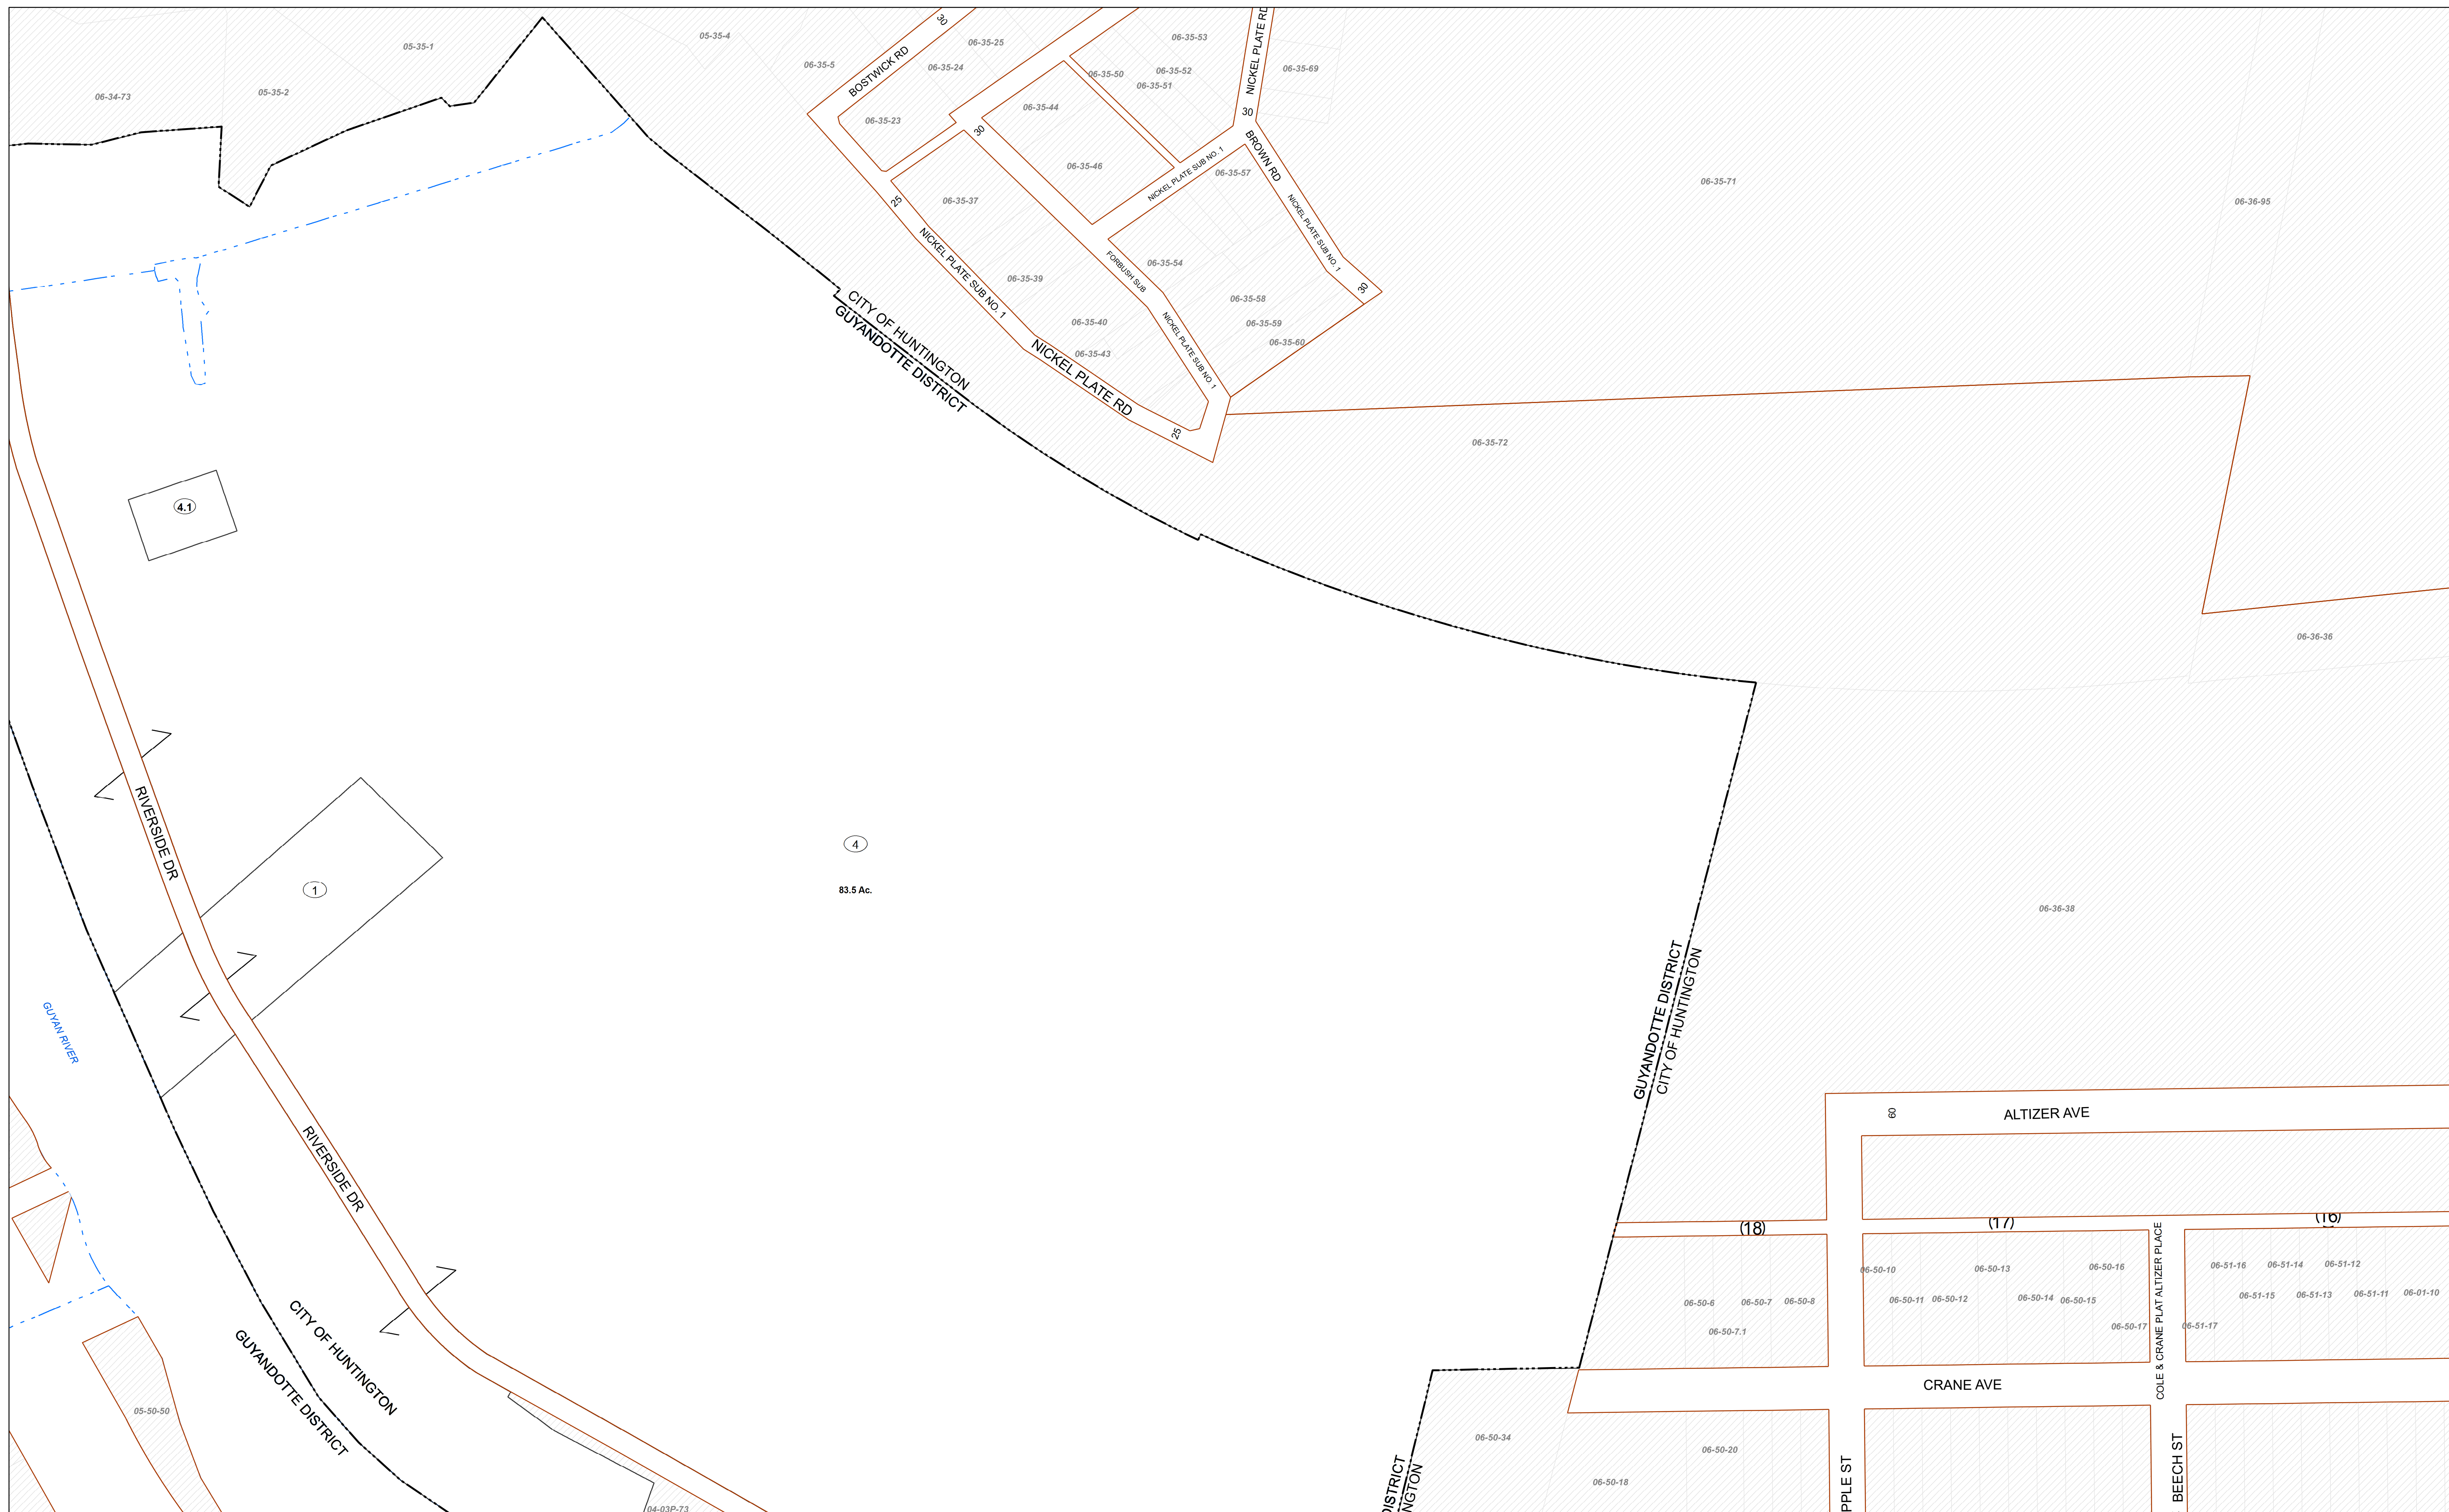 30
NICKEL PLATE RD
05-35-4
06-35-53
05-35-1
06-35-25
BOSTWICK RD
06-35-5
06-35-24
06-35-50
06-35-52
06-35-69
06-35-51
05-35-2
06-34-73
06-35-44
30
06-35-23
30
BROWN RD
NICKEL PLATE SUB NO. 1
06-35-46
06-35-57
06-35-71
25
06-35-37
06-36-95
NICKEL PLATE SUB NO. 1
NICKEL PLATE SUB NO. 1
FORBUSH SUB
06-35-54
06-35-39
30
CITY OF HUNTINGTON
GUYANDOTTE DISTRICT
06-35-58
06-35-40
06-35-59
NICKEL PLATE SUB NO. 1
06-35-60
06-35-43
NICKEL PLATE RD
25
06-35-72
4.1
06-36-36
RIVERSIDE DR
4
83.5 Ac.
1
06-36-38
GUYAN RIVER
GUYANDOTTE DISTRICT
CITY OF HUNTINGTON
60
ALTIZER AVE
RIVERSIDE DR
(18)
(17)
(16)
COLE & CRANE PLAT ALTIZER PLACE
06-50-10
06-50-13
06-50-16
06-51-16
06-51-14
06-51-12
06-50-6
06-50-7
06-50-8
06-50-11
06-50-12
06-50-14
06-50-15
06-51-15
06-51-13
06-51-11
06-01-10
06-50-7.1
06-50-17
06-51-17
CITY OF HUNTINGTON
GUYANDOTTE DISTRICT
CRANE AVE
05-50-50
06-50-34
06-50-20
06-50-18
DISTRICT
NGTON
PPLE ST
BEECH ST
04-03P-73